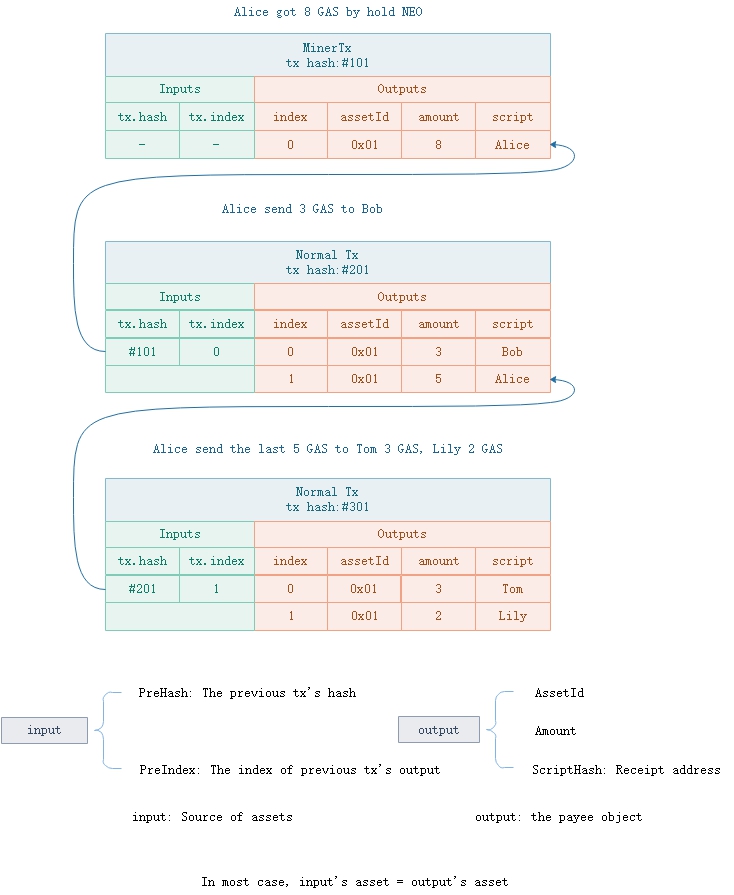 Alice got 8 GAS by hold NEO
MinerTx
tx hash:#101
Inputs Outputs
tx.hash tx.index index assetId amount script
- - 0 0x01 8 Alice
Alice send 3 GAS to Bob
Normal Tx
tx hash:#201
Inputs Outputs
tx.hash tx.index index assetId amount script
#101 0 0 0x01 3 Bob
1 0x01 5 Alice
Alice send the last 5 GAS to Tom 3 GAS, Lily 2 GAS
Normal Tx
tx hash:#301
Inputs Outputs
tx.hash tx.index index assetId amount script
#201 1 0 0x01 3 Tom
1 0x01 2 Lily
PreHash: The previous tx's hash AssetId
input output Amount
PreIndex: The index of previous tx's output ScriptHash: Receipt address
input: Source of assets output: the payee object
In most case, input's asset = output's asset